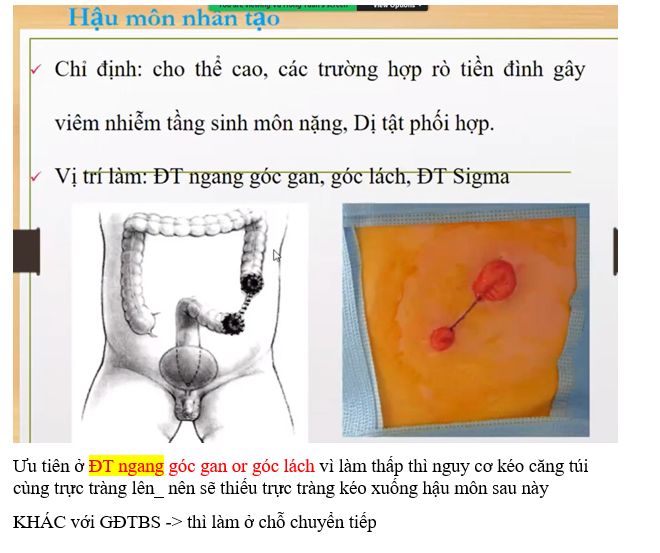 Hậu môn nhân tạo
✓ Chỉ định: cho thể cao, các trường hợp rò tiền đình gây
viêm nhiễm tầng sinh môn nặng, Dị tật phối hợp.
✓ Vị trí làm: ĐT ngang góc gan, góc lách, ĐT Sigma
Ưu tiên ở ĐT ngang góc gan or góc lách vì làm thấp thì nguy cơ kéo căng túi
cùng trực tràng lên_ nên sẽ thiếu trực tràng kéo xuống hậu môn sau này
KHÁC với GĐTBS -> thì làm ở chỗ chuyển tiếp